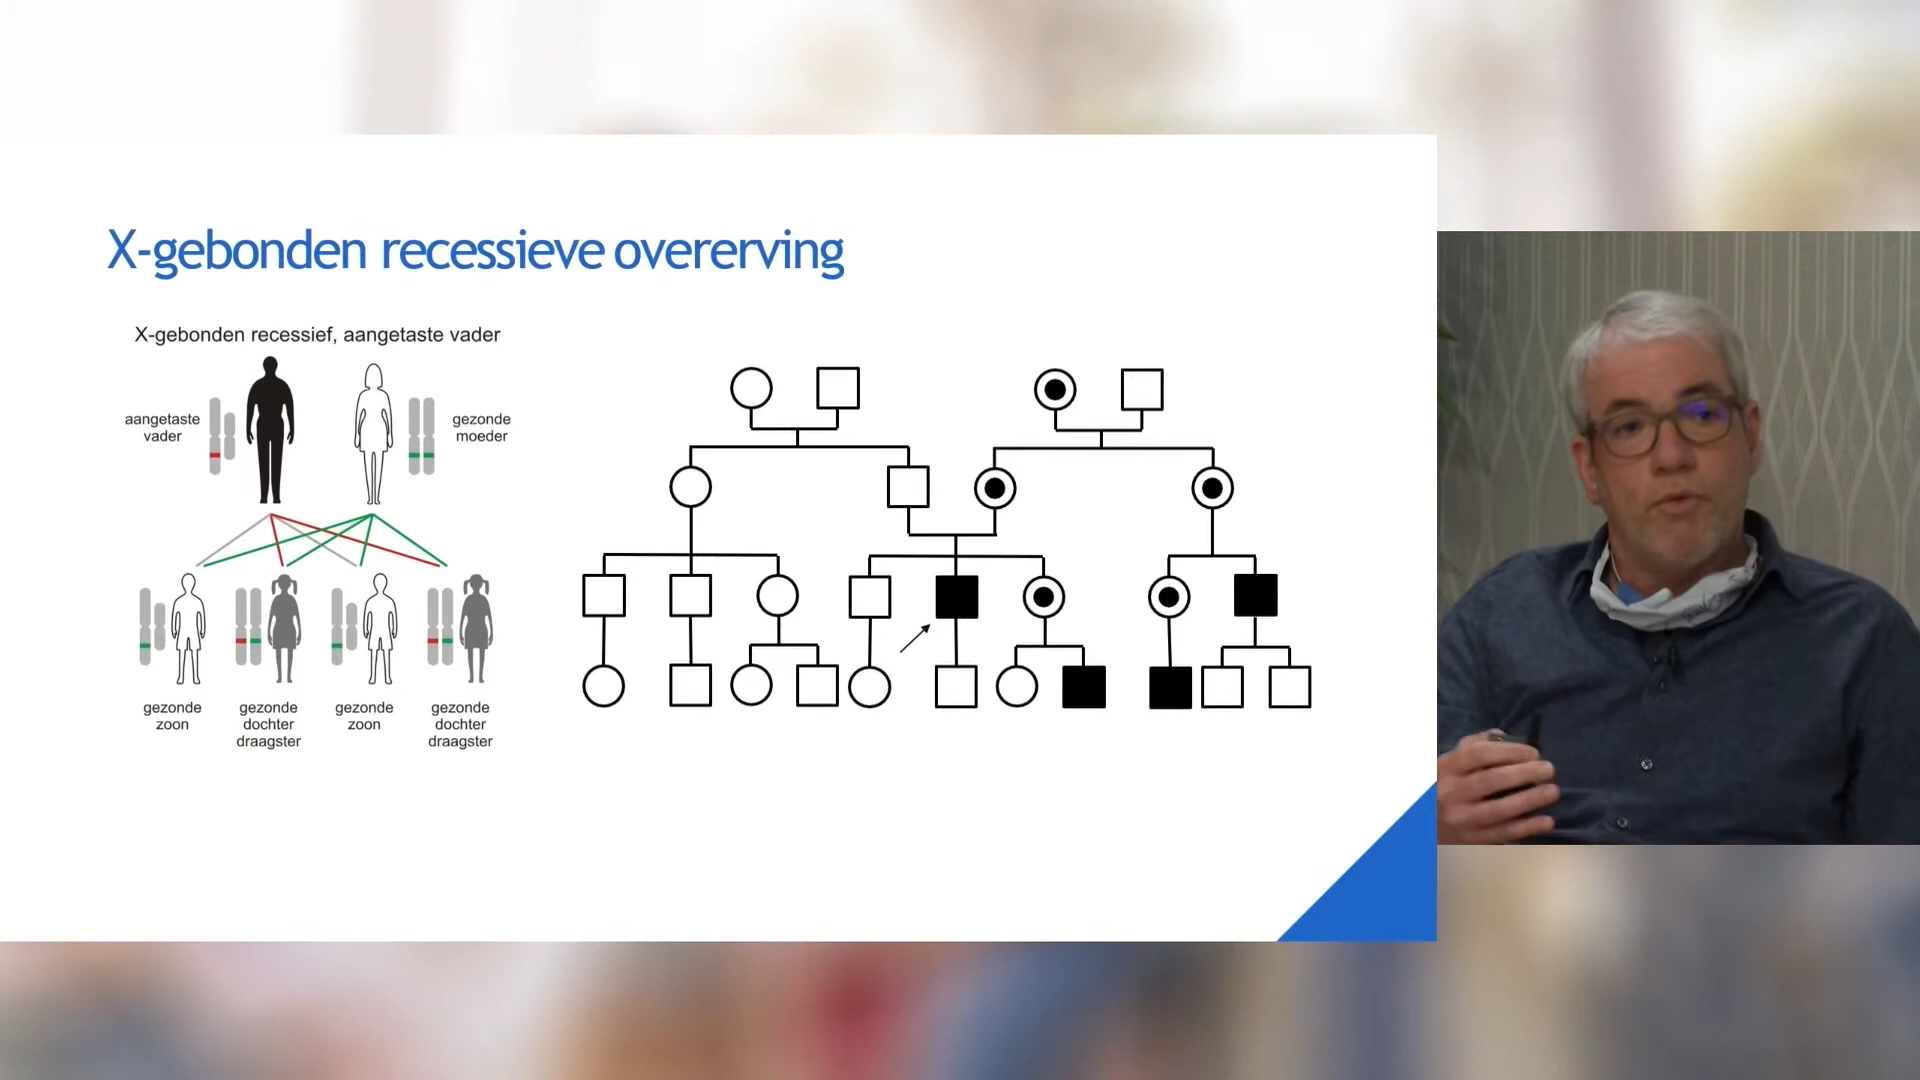 X-gebonden recessieve overerving
X-gebonden recessief, aangetaste vader
aangetaste
vader
gezonde
moeder
gezonde
zoon
gezonde
dochter
draagster
gezonde
zoon
gezonde
dochter
draagster